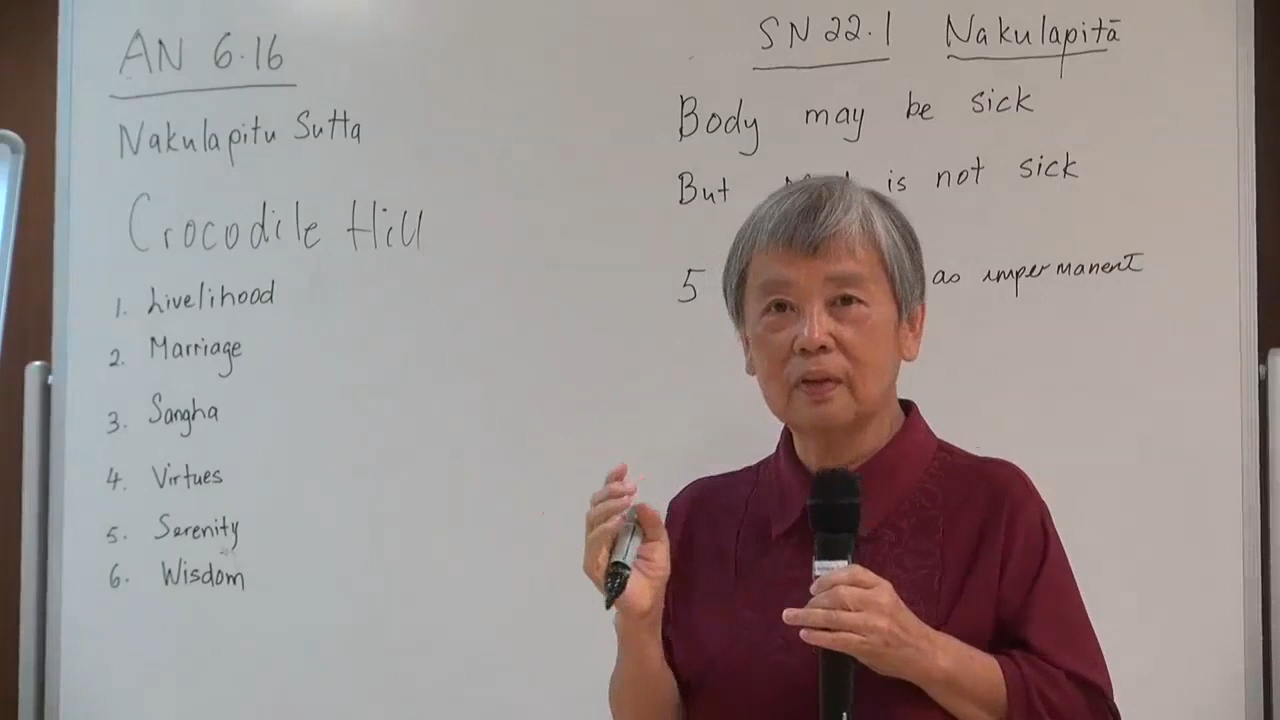 AN 6.16
Nakulapitu Sutta
Crocodile Hill
1. Livelihood
2. Marriage
3. Sangha
4. Virtues
5. Serenity
6. Wisdom
SN 22.1 Nakulapitā
Body may be sick
But is not sick
5 as impermanent